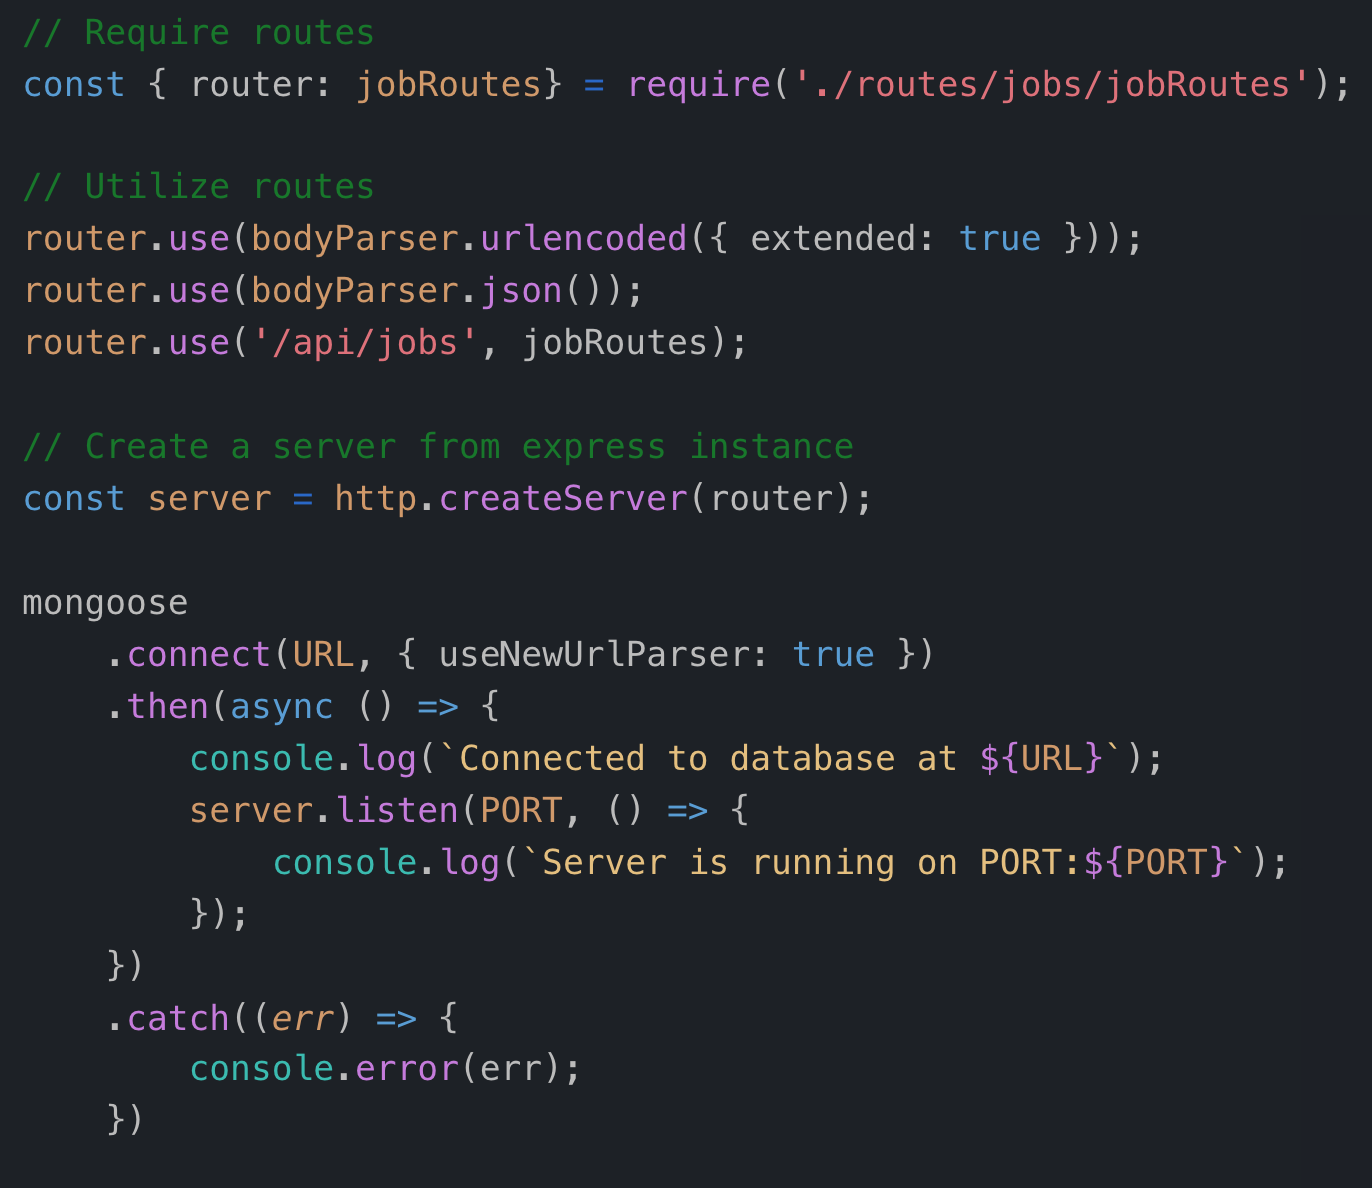 // Require routes
const { router: jobRoutes} = require('./routes/jobs/jobRoutes');
// Utilize routes
router.use(bodyParser.urlencoded({ extended: true }));
router.use(bodyParser.json());
router.use('/api/jobs', jobRoutes);
// Create a server from express instance
const server = http.createServer(router);
mongoose
    .connect(URL, { useNewUrlParser: true })
    .then(async () => {
        console.log(`Connected to database at ${URL}`);
        server.listen(PORT, () => {
            console.log(`Server is running on PORT:${PORT}`);
        });
    })
    .catch((err) => {
        console.error(err);
    })